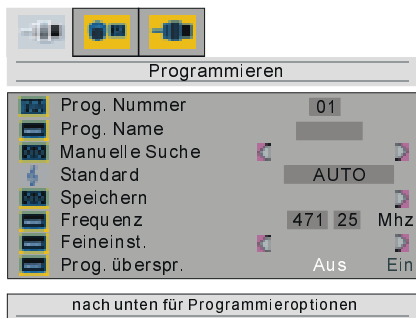 Programmieren
Prog. Nummer 01
Prog. Name
Manuelle Suche
Standard AUTO
Speichern
Frequenz 471 25 Mhz
Feineinst.
Prog. überspr. Aus Ein
nach unten für Programmieroptionen